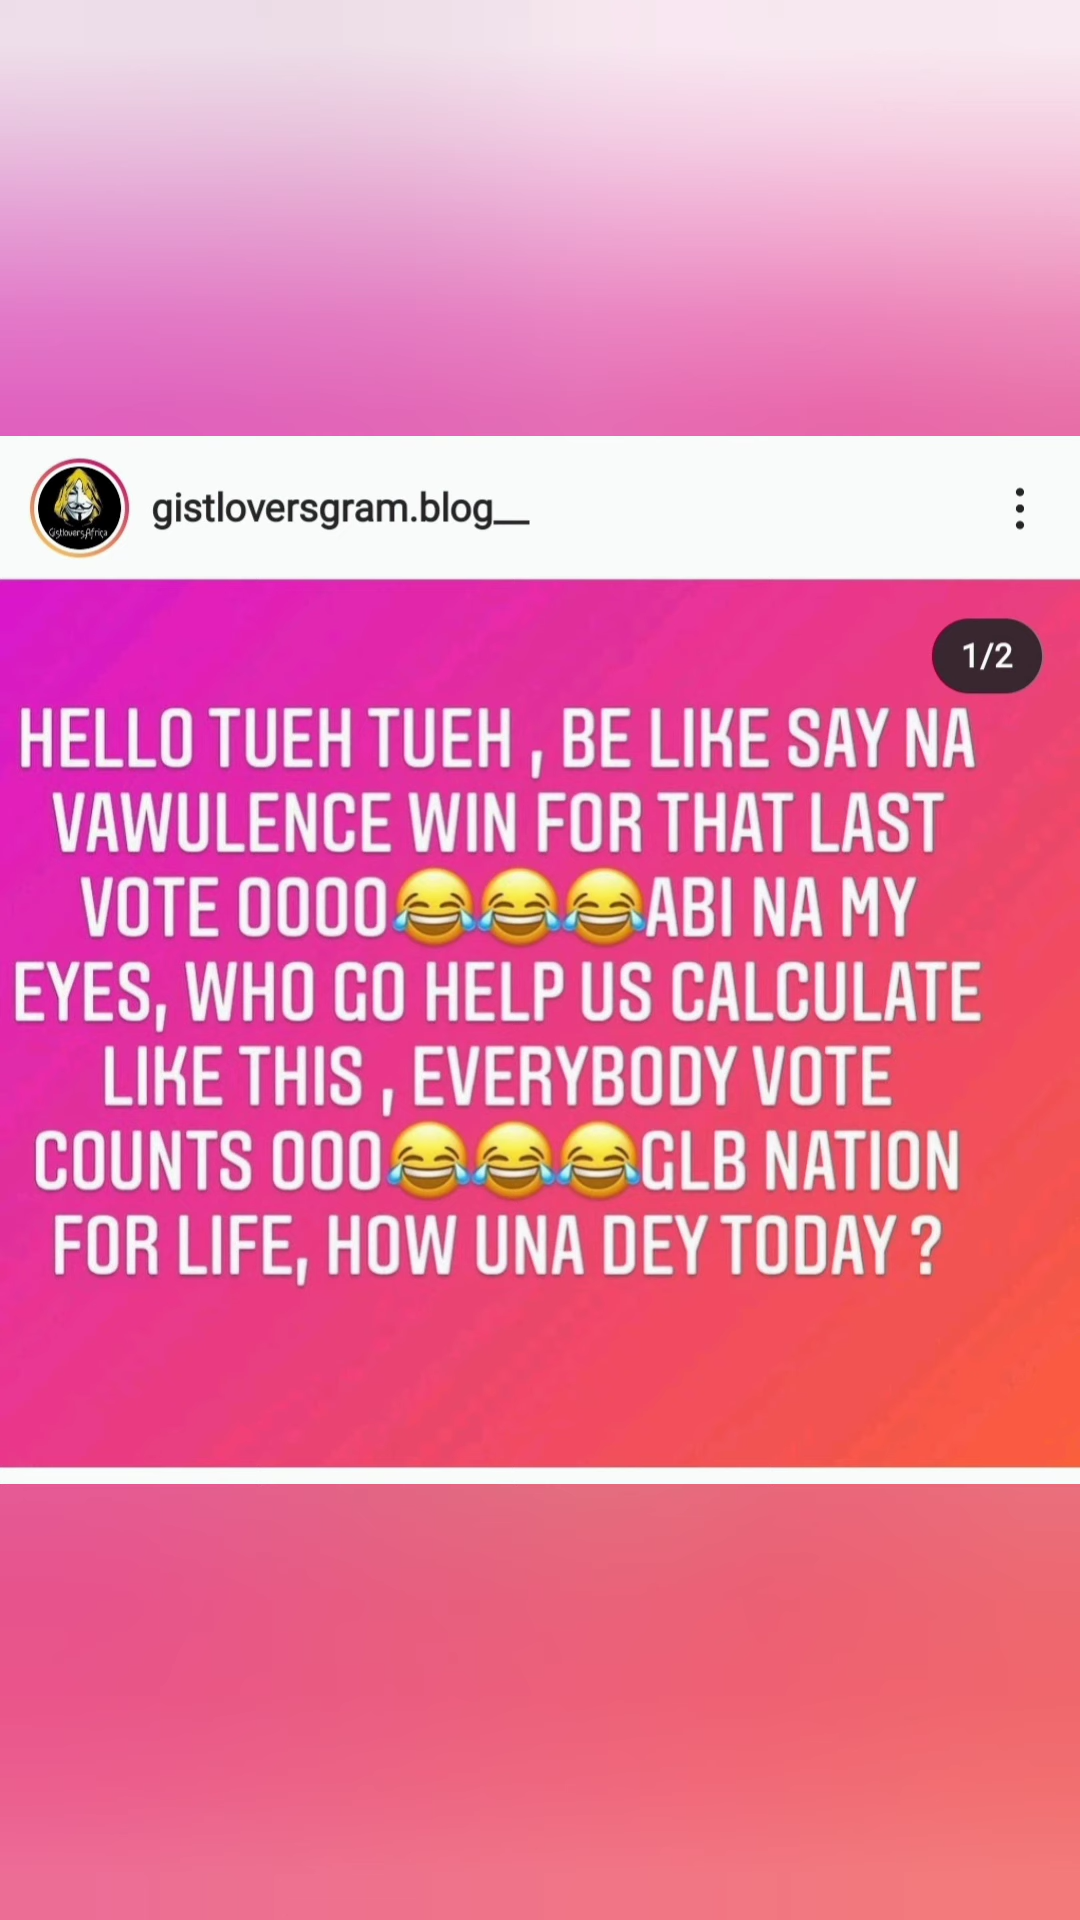 gistloversgram.blog__
GistloversAfrica
1/2
HELLO TUEH TUEH , BE LIKE SAY NA
VAWULENCE WIN FOR THAT LAST
VOTE OOOO😂😂😂ABI NA MY
EYES, WHO GO HELP US CALCULATE
LIKE THIS , EVERYBODY VOTE
COUNTS OOO😂😂😂GLB NATION
FOR LIFE, HOW UNA DEY TODAY ?